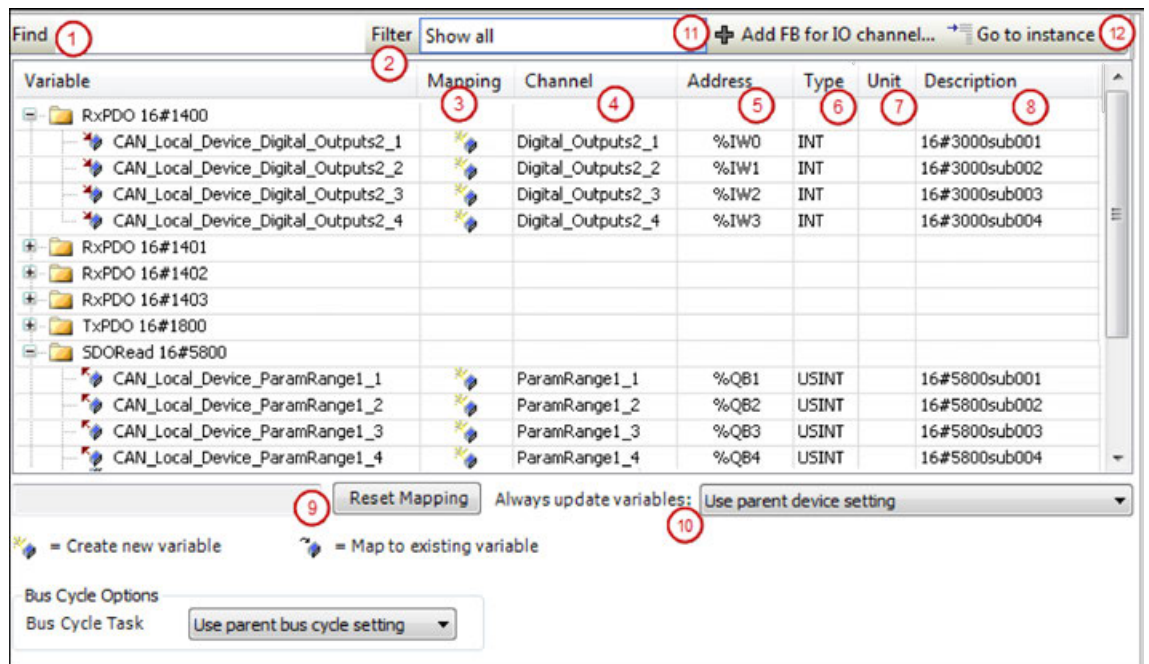 Find 1 Filter Show all 11 Add FB for IO channel... Go to instance 12
2
Variable Mapping Channel Address Type Unit Description
3 4 5 6 7 8
RxPDO 16#1400
CAN_Local_Device_Digital_Outputs2_1 Digital_Outputs2_1 %IW0 INT 16#3000sub001
CAN_Local_Device_Digital_Outputs2_2 Digital_Outputs2_2 %IW1 INT 16#3000sub002
CAN_Local_Device_Digital_Outputs2_3 Digital_Outputs2_3 %IW2 INT 16#3000sub003
CAN_Local_Device_Digital_Outputs2_4 Digital_Outputs2_4 %IW3 INT 16#3000sub004
RxPDO 16#1401
RxPDO 16#1402
RxPDO 16#1403
TxPDO 16#1800
SDORead 16#5800
CAN_Local_Device_ParamRange1_1 ParamRange1_1 %QB1 USINT 16#5800sub001
CAN_Local_Device_ParamRange1_2 ParamRange1_2 %QB2 USINT 16#5800sub002
CAN_Local_Device_ParamRange1_3 ParamRange1_3 %QB3 USINT 16#5800sub003
CAN_Local_Device_ParamRange1_4 ParamRange1_4 %QB4 USINT 16#5800sub004
9 Reset Mapping Always update variables: Use parent device setting
10
= Create new variable = Map to existing variable
Bus Cycle Options
Bus Cycle Task Use parent bus cycle setting